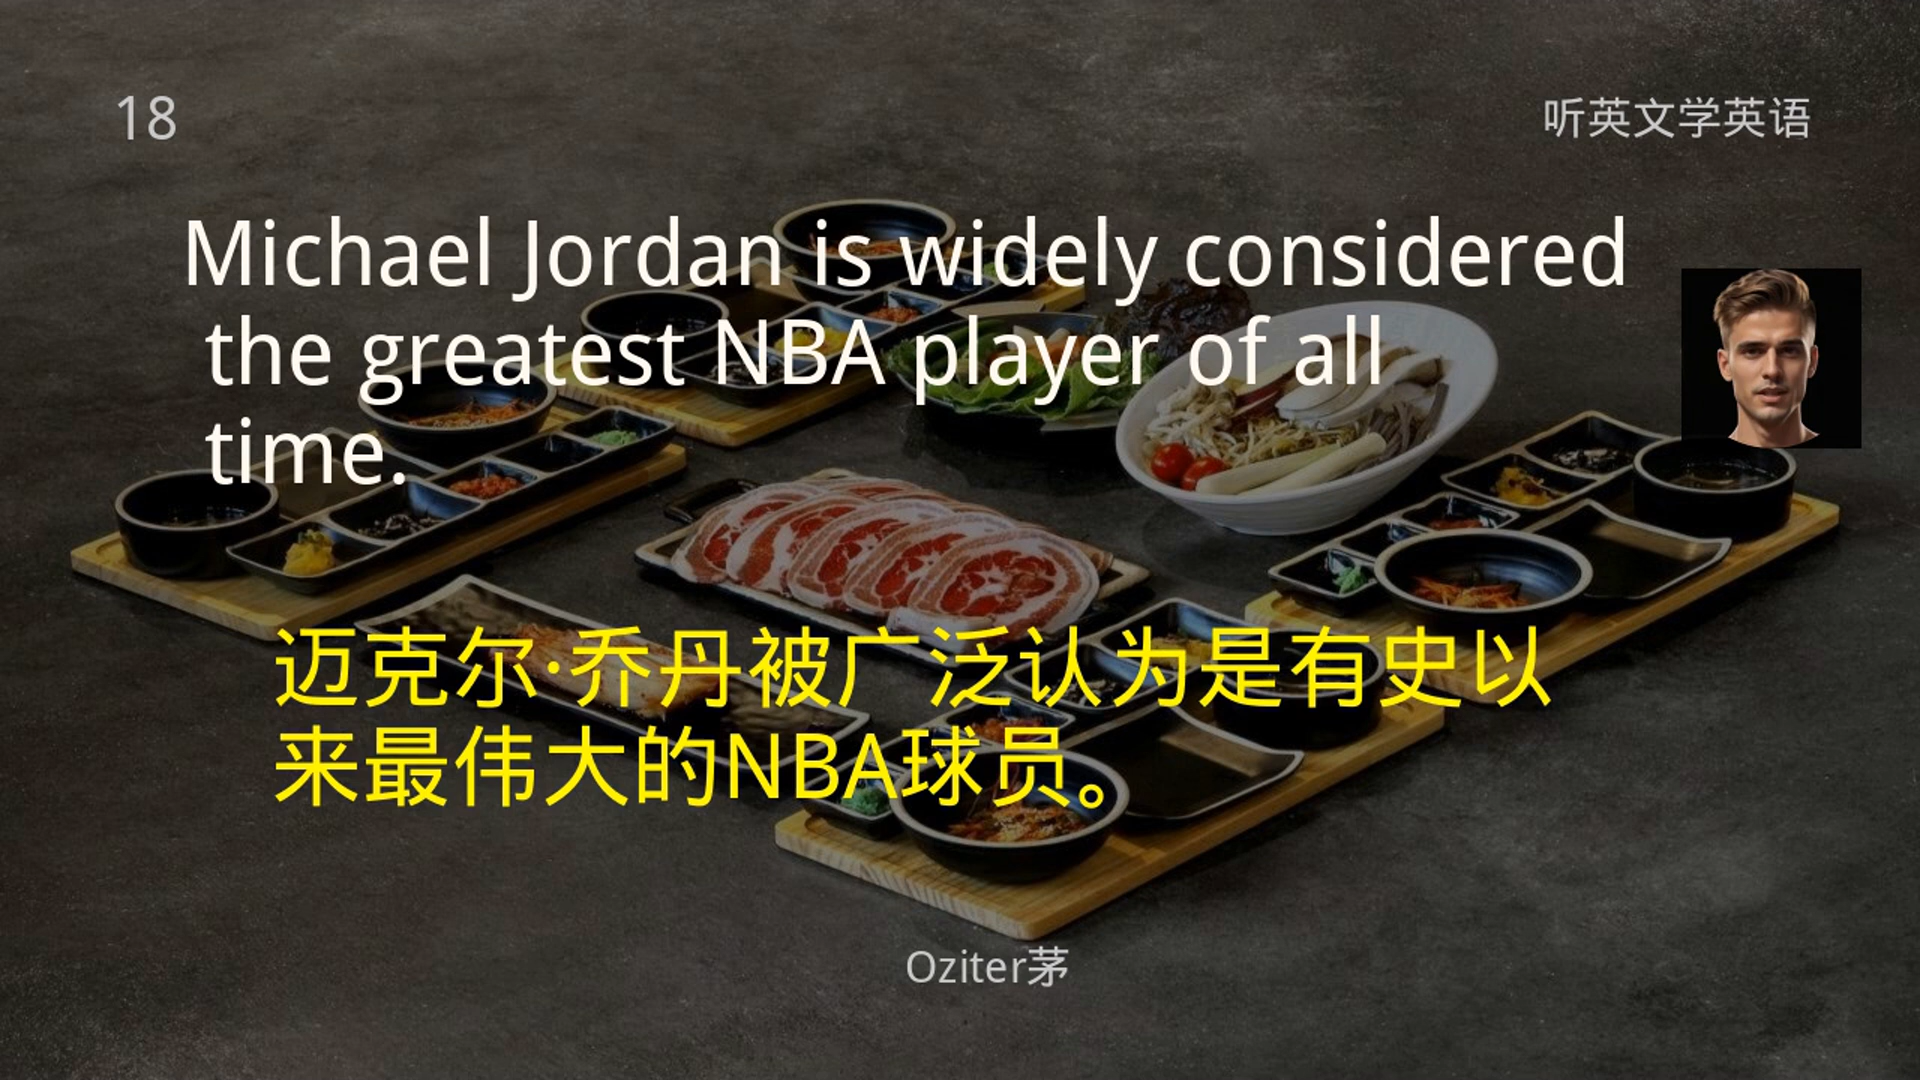 18
听英文学英语
Michael Jordan is widely considered
the greatest NBA player of all
time.
迈克尔·乔丹被广泛认为是有史以
来最伟大的NBA球员。
Oziter茅